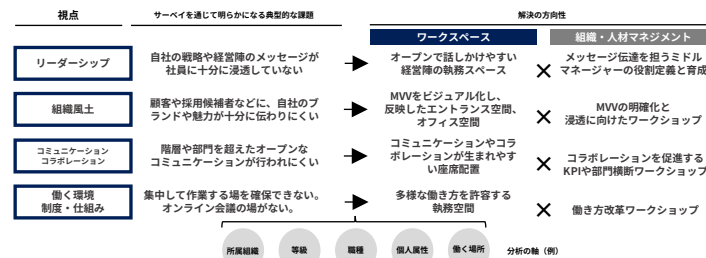 視点
サーベイを通じて明らかになる典型的な課題
解決の方向性
ワークスペース
組織・人材マネジメント
リーダーシップ
自社の戦略や経営陣のメッセージが
社員に十分に浸透していない
オープンで話しかけやすい
経営陣の執務スペース
メッセージ伝達を担うミドル
マネージャーの役割定義と育成
組織風土
顧客や採用候補者などに、自社のブ
ランドや魅力が十分に伝わりにくい
MVVをビジュアル化し、
反映したエントランス空間、
オフィス空間
MVVの明確化と
浸透に向けたワークショップ
コミュニケーション
コラボレーション
階層や部門を超えたオープンな
コミュニケーションが行われにくい
コミュニケーションやコラ
ボレーションが生まれやす
い座席配置
コラボレーションを促進する
KPIや部門横断ワークショップ
働く環境
制度・仕組み
集中して作業する場を確保できない。
オンライン会議の場がない。
多様な働き方を許容する
執務空間
働き方改革ワークショップ
所属組織
等級
職種
個人属性
働く場所
分析の軸（例）